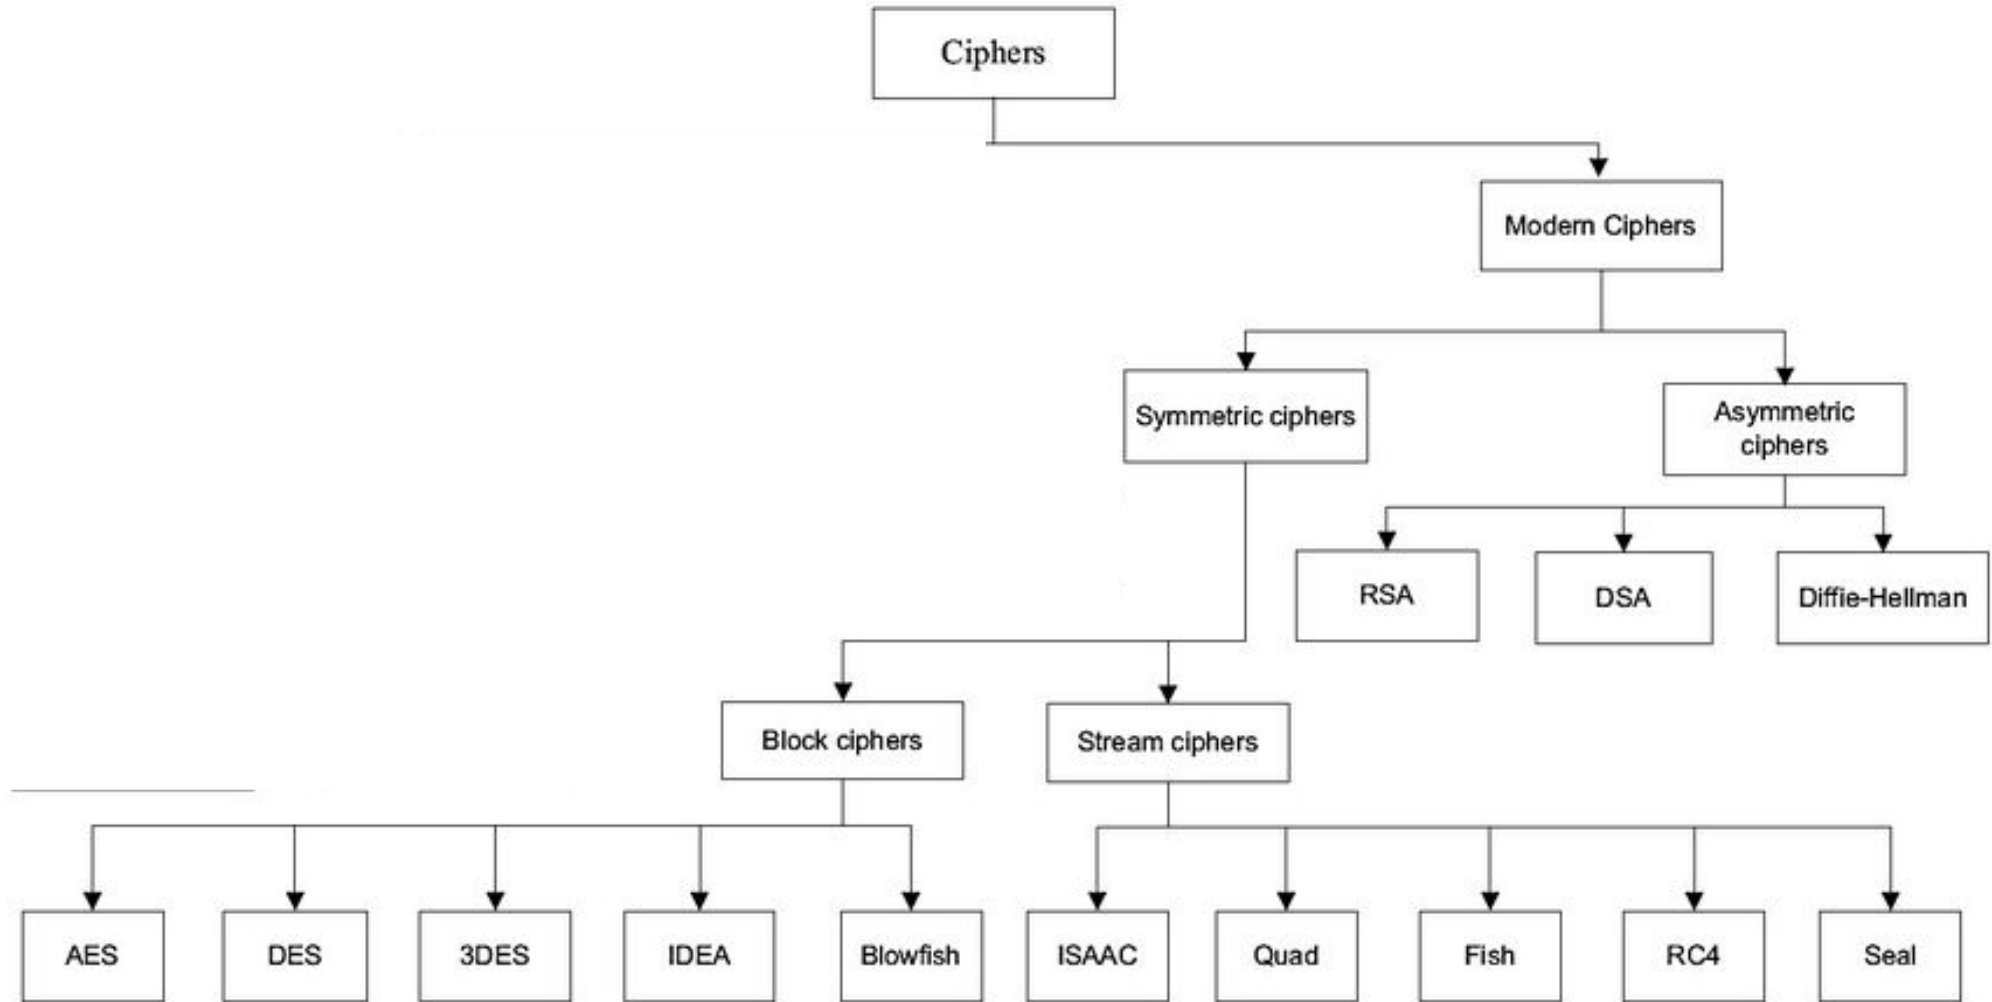 Ciphers
Modern Ciphers
Symmetric ciphers
Asymmetric
ciphers
RSA
DSA
Diffie-Hellman
Block ciphers
Stream ciphers
AES
DES
3DES
IDEA
Blowfish
ISAAC
Quad
Fish
RC4
Seal